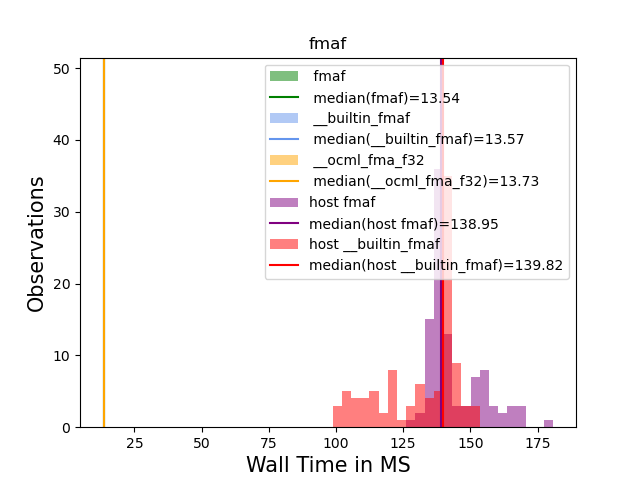 fmaf
50
40
30
20
10
0
Observations
fmaf
median(fmaf)=13.54
__builtin_fmaf
median(__builtin_fmaf)=13.57
__ocml_fma_f32
median(__ocml_fma_f32)=13.73
host fmaf
median(host fmaf)=138.95
host __builtin_fmaf
median(host __builtin_fmaf)=139.82
25 50 75 100 125 150 175
Wall Time in MS